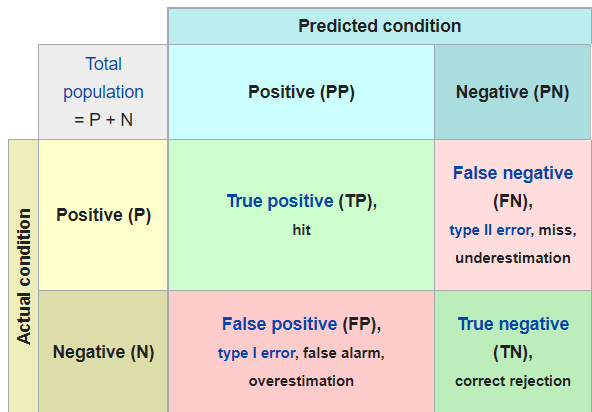 Predicted condition
Total
population
= P + N
Positive (PP)
Negative (PN)
Actual condition
Positive (P)
True positive (TP),
hit
False negative
(FN),
type II error, miss,
underestimation
Negative (N)
False positive (FP),
type I error, false alarm,
overestimation
True negative
(TN),
correct rejection